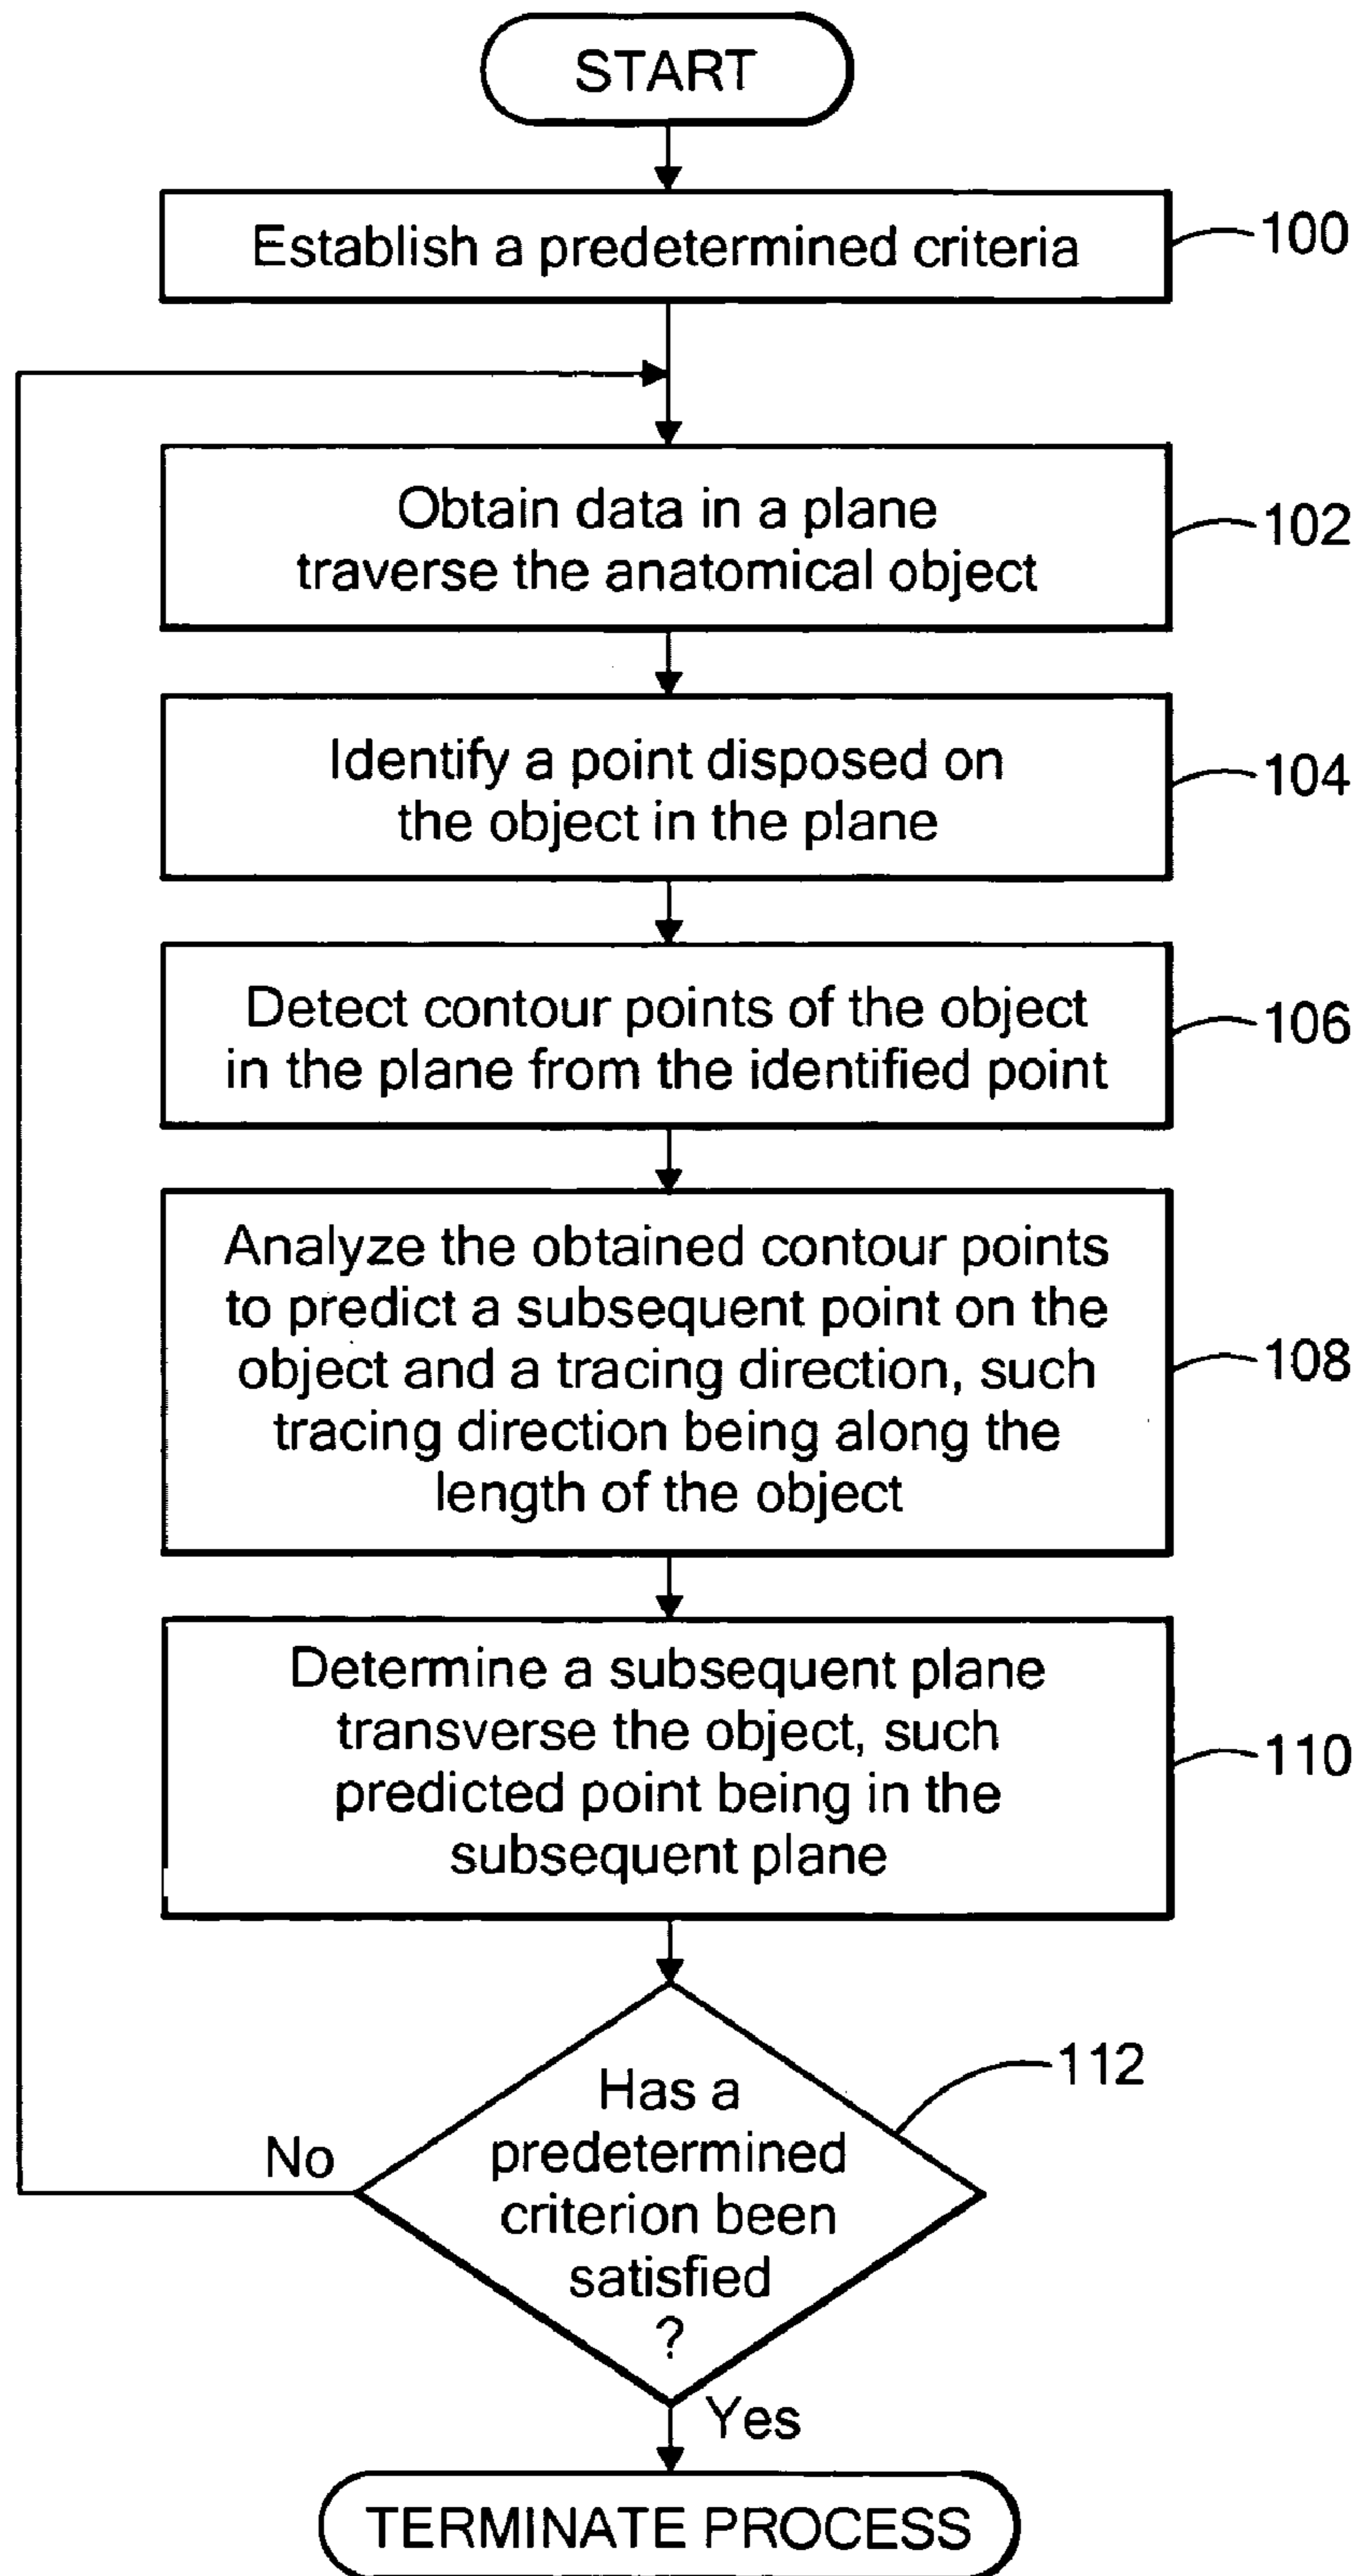 START
Establish a predetermined criteria
100
Obtain data in a plane
traverse the anatomical object
102
Identify a point disposed on
the object in the plane
104
Detect contour points of the object
in the plane from the identified point
106
Analyze the obtained contour points
to predict a subsequent point on the
object and a tracing direction, such
tracing direction being along the
length of the object
108
Determine a subsequent plane
transverse the object, such
predicted point being in the
subsequent plane
110
Has a
predetermined
criterion been
satisfied
?
112
No
Yes
TERMINATE PROCESS